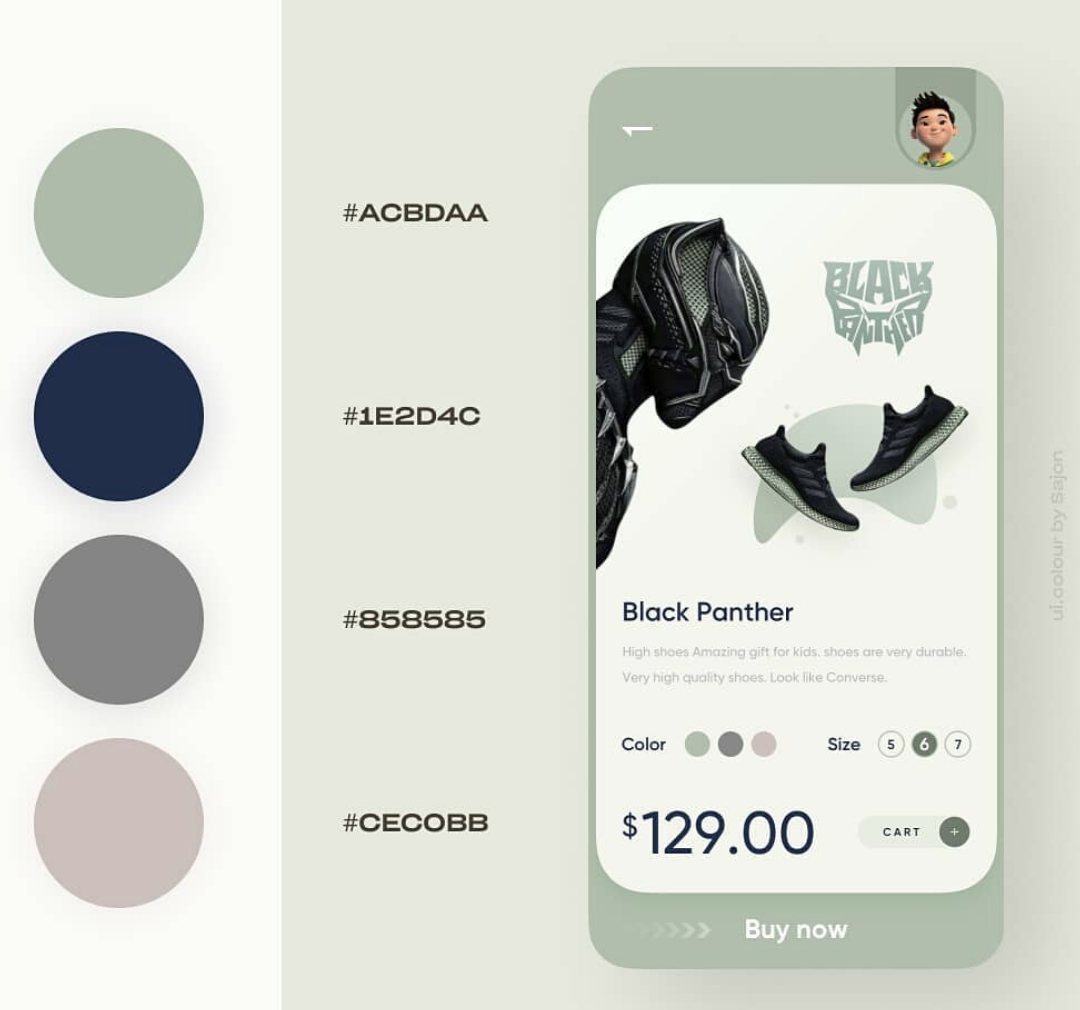 #ACBDAA
#1E2D4C
#858585
#CEC0BB
BLACK
PANTHER
Black Panther
High shoes Amazing gift for kids. shoes are very durable.
Very high quality shoes. Look like Converse.
Color
Size 5 6 7
$129.00
CART +
Buy now
ui.oolour by Sajon